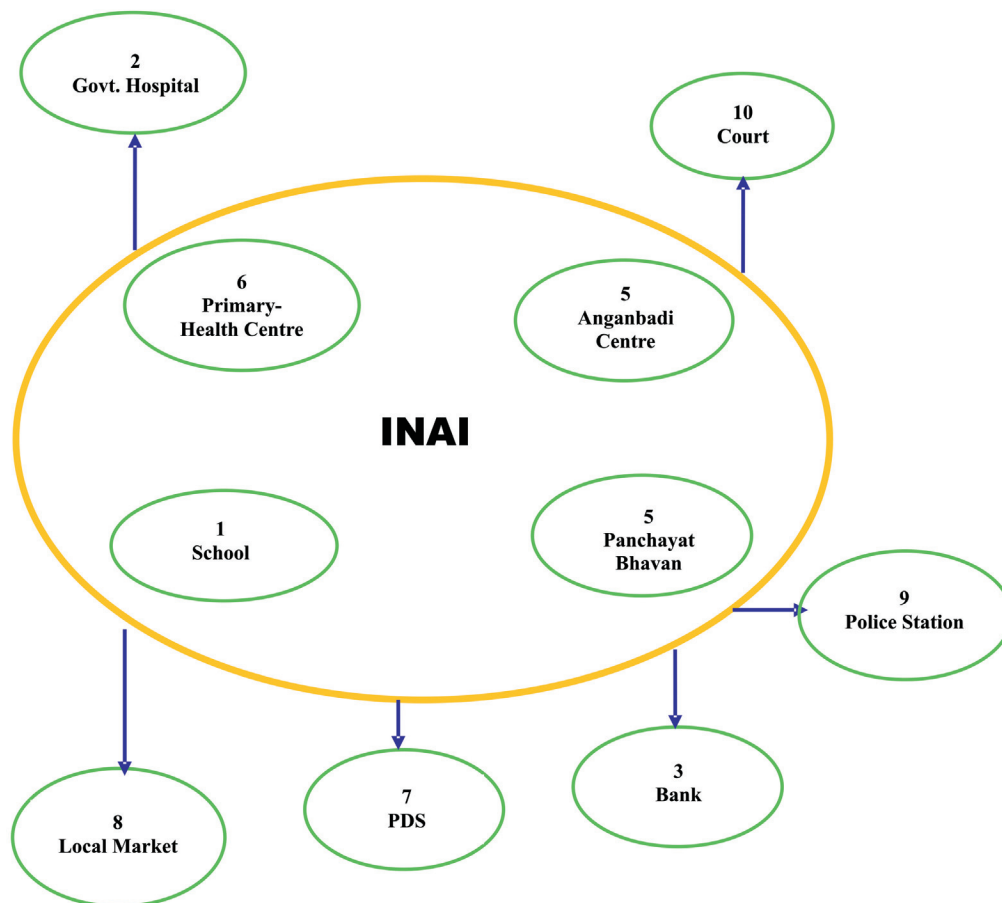 2
Govt. Hospital
10
Court
6
Primary-
Health Centre
5
Anganbadi
Centre
INAI
1
School
5
Panchayat
Bhavan
9
Police Station
8
Local Market
7
PDS
3
Bank